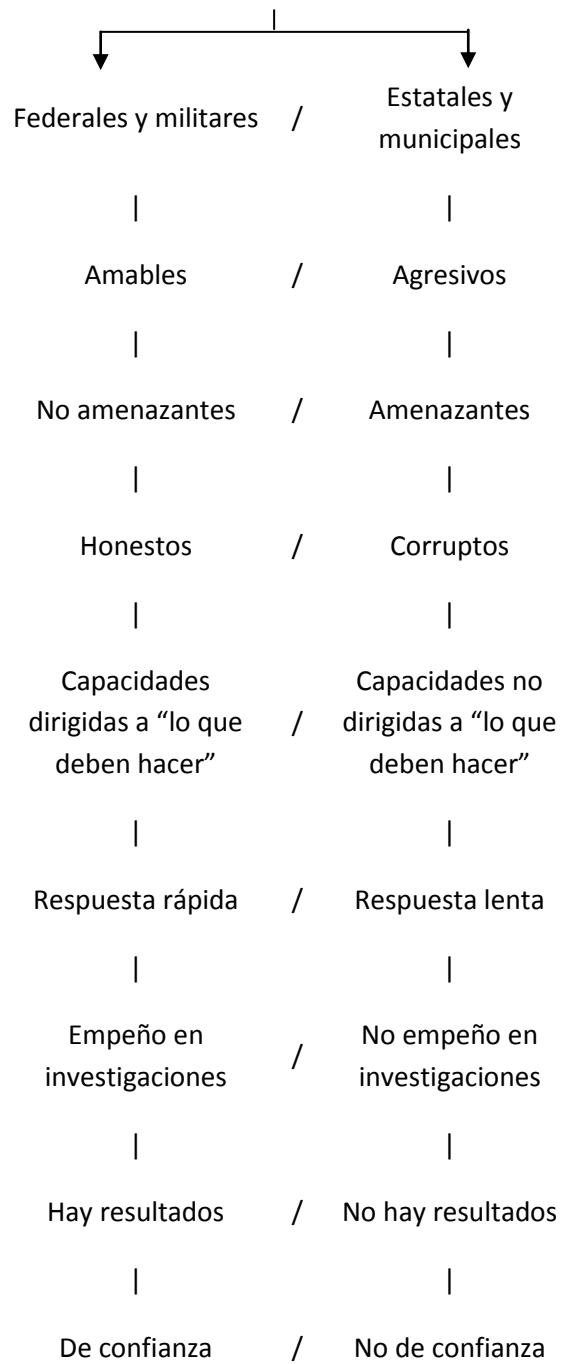 Federales y militares / Estatales y
municipales
| |
Amables / Agresivos
| |
No amenazantes / Amenazantes
| |
Honestos / Corruptos
| |
Capacidades
dirigidas a “lo que
deben hacer”
/
Capacidades no
dirigidas a “lo que
deben hacer”
| |
Respuesta rápida / Respuesta lenta
| |
Empeño en
investigaciones
/
No empeño en
investigaciones
| |
Hay resultados / No hay resultados
| |
De confianza / No de confianza